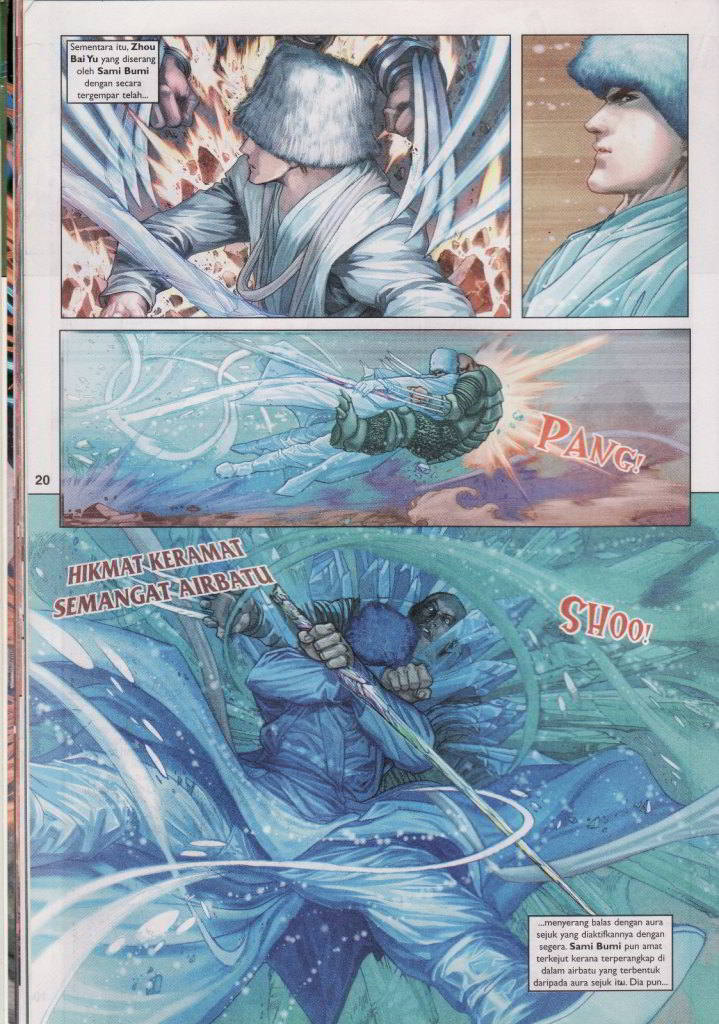 Sementara itu, Zhou
Bai Yu yang diserang
oleh Sami Bumi
dengan secara
tergempar telah...
PANG!
20
HIKMAT KERAMAT
SEMANGAT AIRBATU
SHOO!
...menyerang balas dengan aura
sejuk yang diaktifkannya dengan
segera. Sami Bumi pun amat
terkejut kerana terperangkap di
dalam airbatu yang terbentuk
daripada aura sejuk itu. Dia pun...